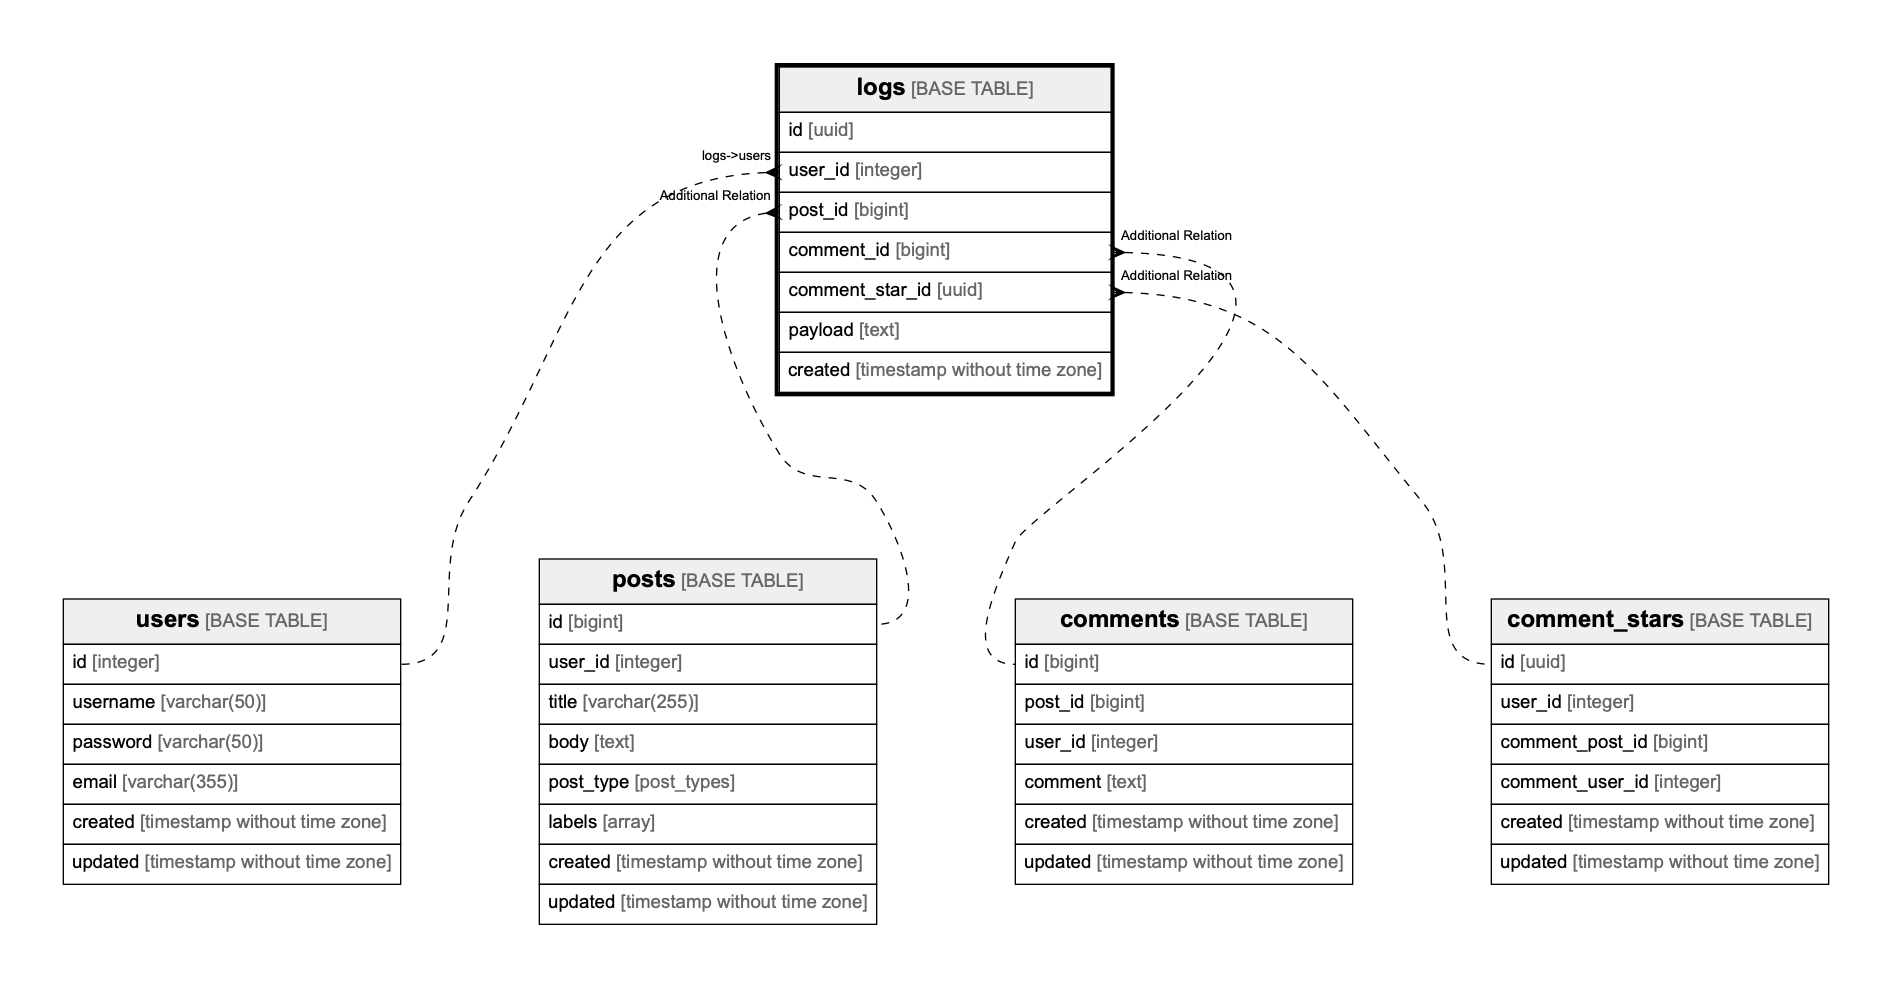 logs [BASE TABLE]
id [uuid]
logs->users
user_id [integer]
Additional Relation
post_id [bigint]
Additional Relation
comment_id [bigint]
Additional Relation
comment_star_id [uuid]
payload [text]
created [timestamp without time zone]
users [BASE TABLE]
id [integer]
username [varchar(50)]
password [varchar(50)]
email [varchar(355)]
created [timestamp without time zone]
updated [timestamp without time zone]
posts [BASE TABLE]
id [bigint]
user_id [integer]
title [varchar(255)]
body [text]
post_type [post_types]
labels [array]
created [timestamp without time zone]
updated [timestamp without time zone]
comments [BASE TABLE]
id [bigint]
post_id [bigint]
user_id [integer]
comment [text]
created [timestamp without time zone]
updated [timestamp without time zone]
comment_stars [BASE TABLE]
id [uuid]
user_id [integer]
comment_post_id [bigint]
comment_user_id [integer]
created [timestamp without time zone]
updated [timestamp without time zone]